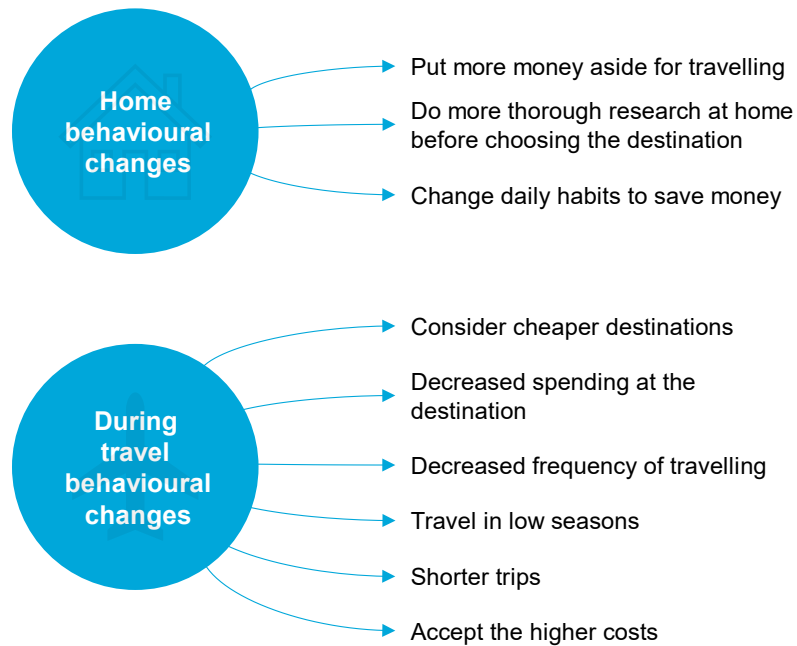 Home
behavioural
changes
Put more money aside for travelling
Do more thorough research at home
before choosing the destination
Change daily habits to save money
During
travel
behavioural
changes
Consider cheaper destinations
Decreased spending at the
destination
Decreased frequency of travelling
Travel in low seasons
Shorter trips
Accept the higher costs